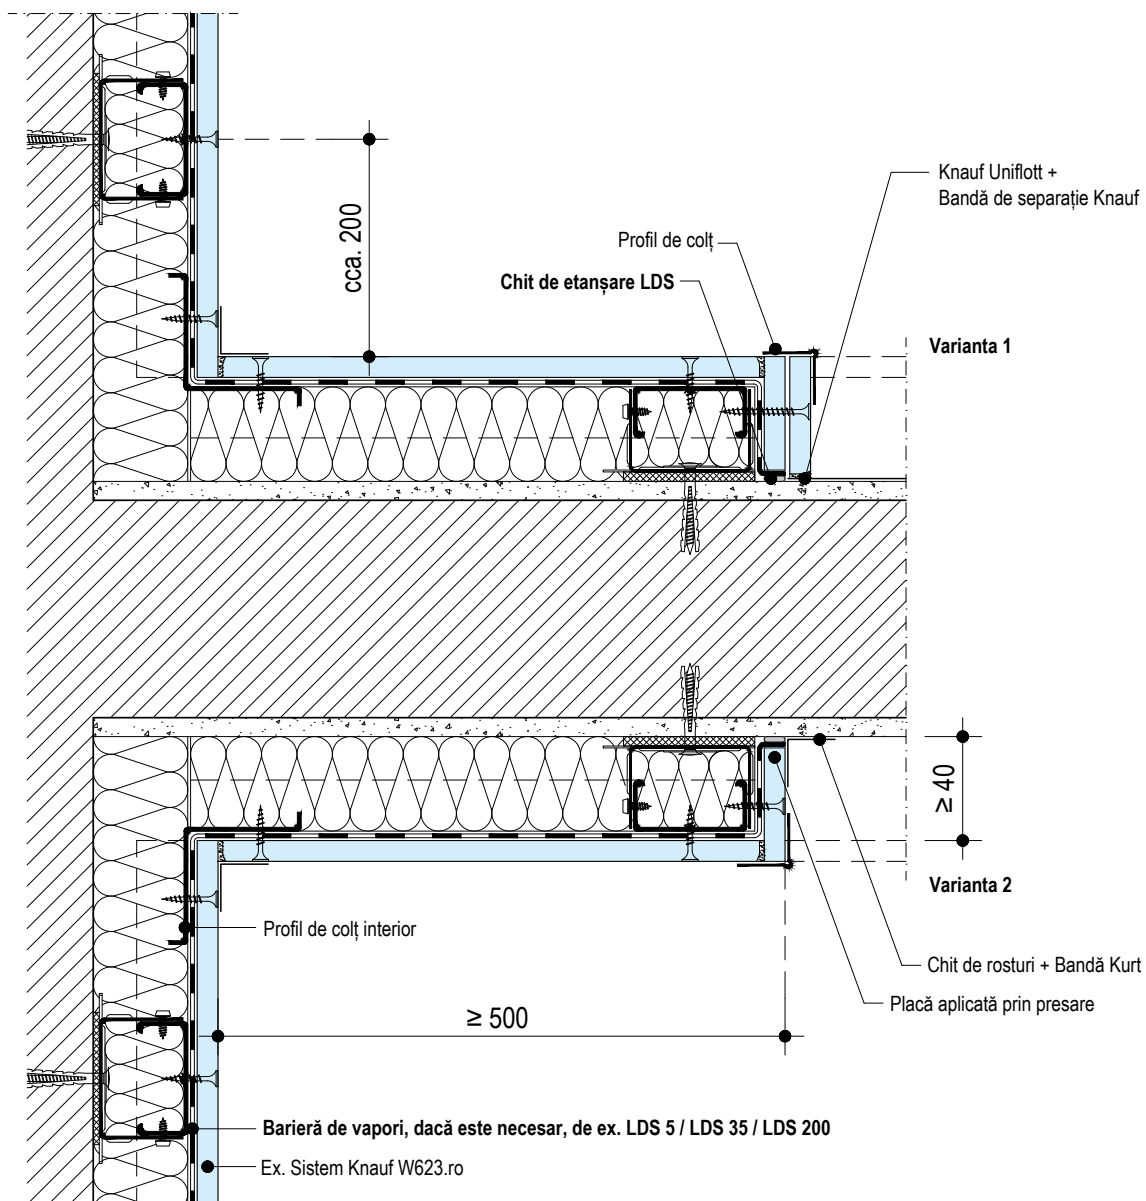 Knauf Uniflott +
Bandă de separație Knauf
Profil de colț
Chit de etanșare LDS
cca. 200
Varianta 1
≥ 40
Varianta 2
Profil de colț interior
Chit de rosturi + Bandă Kurt
Placă aplicată prin presare
≥ 500
Barieră de vapori, dacă este necesar, de ex. LDS 5 / LDS 35 / LDS 200
Ex. Sistem Knauf W623.ro